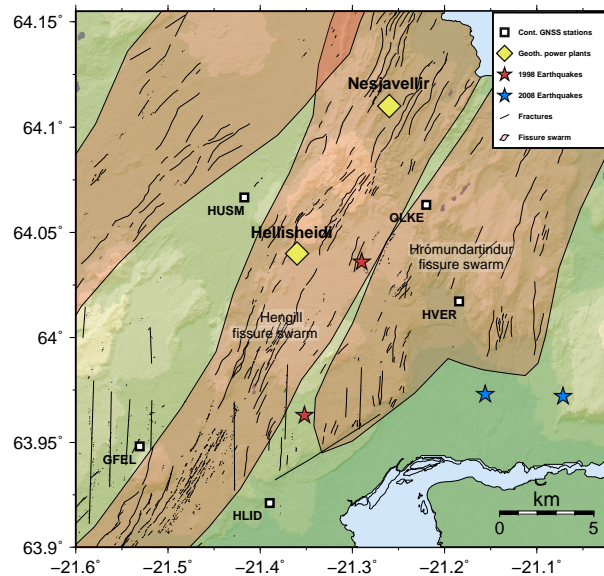 64.15˚
64.1˚
64.05˚
64˚
63.95˚
63.9˚
Cont. GNSS stations
Geoth. power plants
1998 Earthquakes
2008 Earthquakes
Fractures
Fissure swarm
Nesjavellir
HUSM
OLKE
Hellisheidi
Hrómundartindur
fissure swarm
HVER
Hengill
fissure swarm
GFEL
HLID
km
0 5
−21.6˚ −21.5˚ −21.4˚ −21.3˚ −21.2˚ −21.1˚